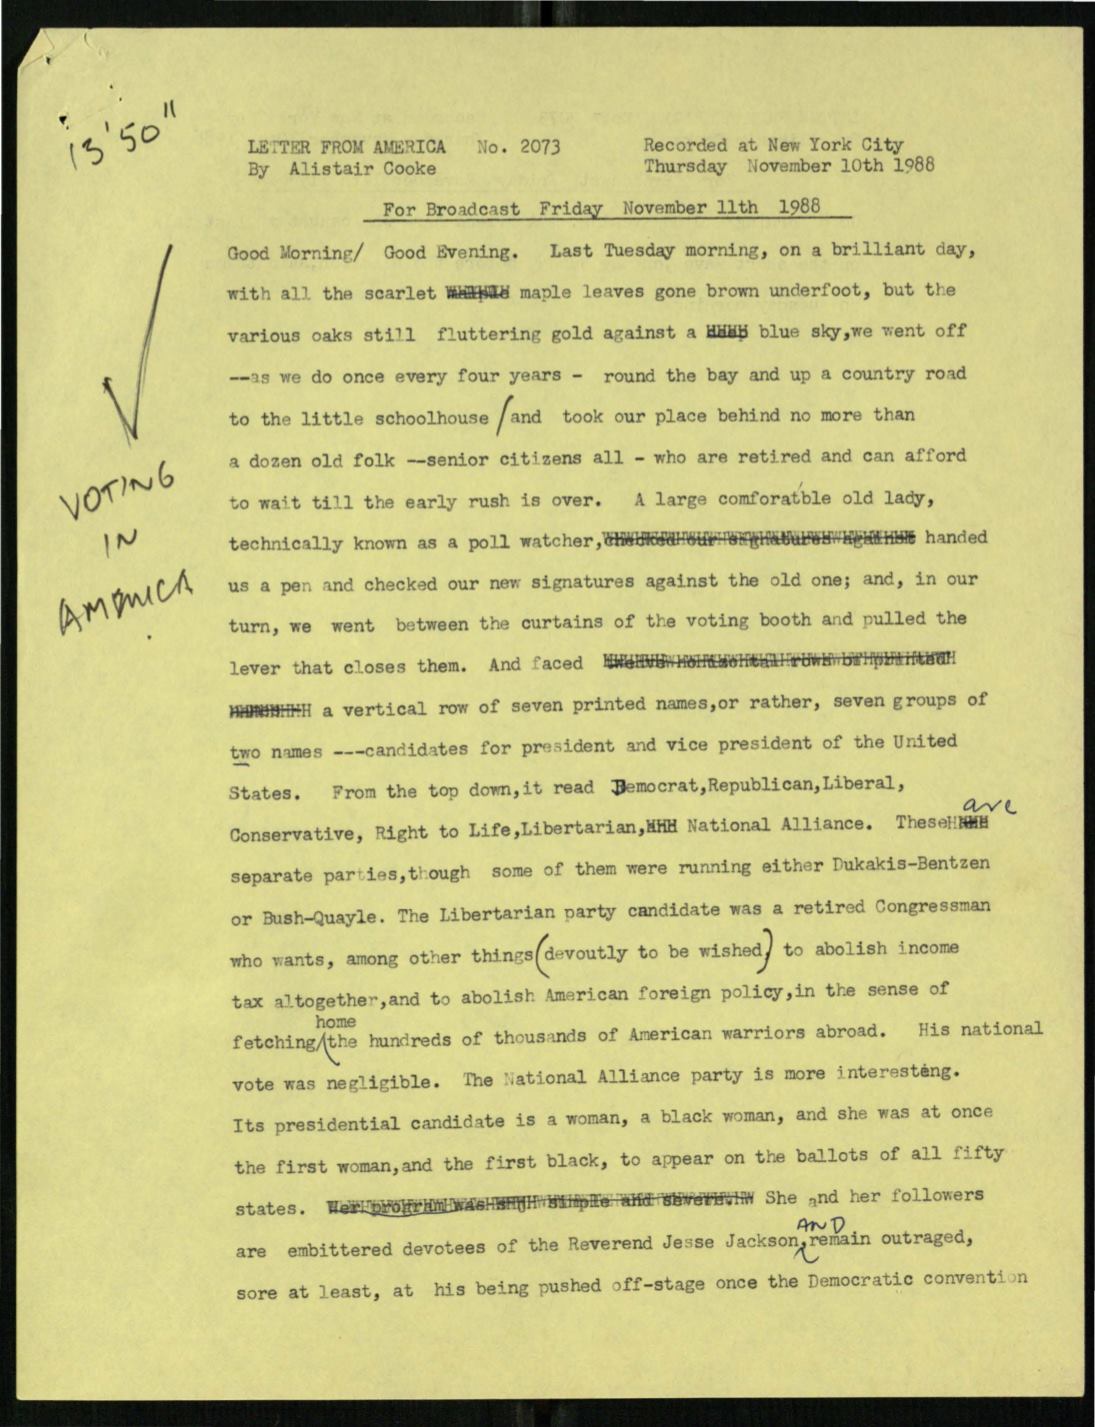 13'50"
LETTER FROM AMERICA No. 2073 Recorded at New York City
By Alistair Cooke Thursday November 10th 1988
For Broadcast Friday November 11th 1988
Good Morning/ Good Evening. Last Tuesday morning, on a brilliant day,
with all the scarlet maple leaves gone brown underfoot, but the
various oaks still fluttering gold against a blue sky,we went off
--as we do once every four years - round the bay and up a country road
to the little schoolhouse /and took our place behind no more than
a dozen old folk --senior citizens all - who are retired and can afford
VOTING
IN
AMERICA
to wait till the early rush is over. A large comforatble old lady,
technically known as a poll watcher, checked our signatures against handed
us a pen and checked our new signatures against the old one; and, in our
turn, we went between the curtains of the voting booth and pulled the
lever that closes them. And faced twelve horizontal rows of printed
a vertical row of seven printed names,or rather, seven groups of
two names ---candidates for president and vice president of the United
States. From the top down,it read Democrat,Republican,Liberal,
Conservative, Right to Life,Libertarian, National Alliance. These are
separate parties,though some of them were running either Dukakis-Bentzen
or Bush-Quayle. The Libertarian party candidate was a retired Congressman
who wants, among other things(devoutly to be wished) to abolish income
tax altogether,and to abolish American foreign policy,in the sense of
fetching/home the hundreds of thousands of American warriors abroad. His national
vote was negligible. The National Alliance party is more interesteng.
Its presidential candidate is a woman, a black woman, and she was at once
the first woman,and the first black, to appear on the ballots of all fifty
states. Her program was simple and severe. She and her followers
are embittered devotees of the Reverend Jesse Jackson, AND remain outraged,
sore at least, at his being pushed off-stage once the Democratic convention